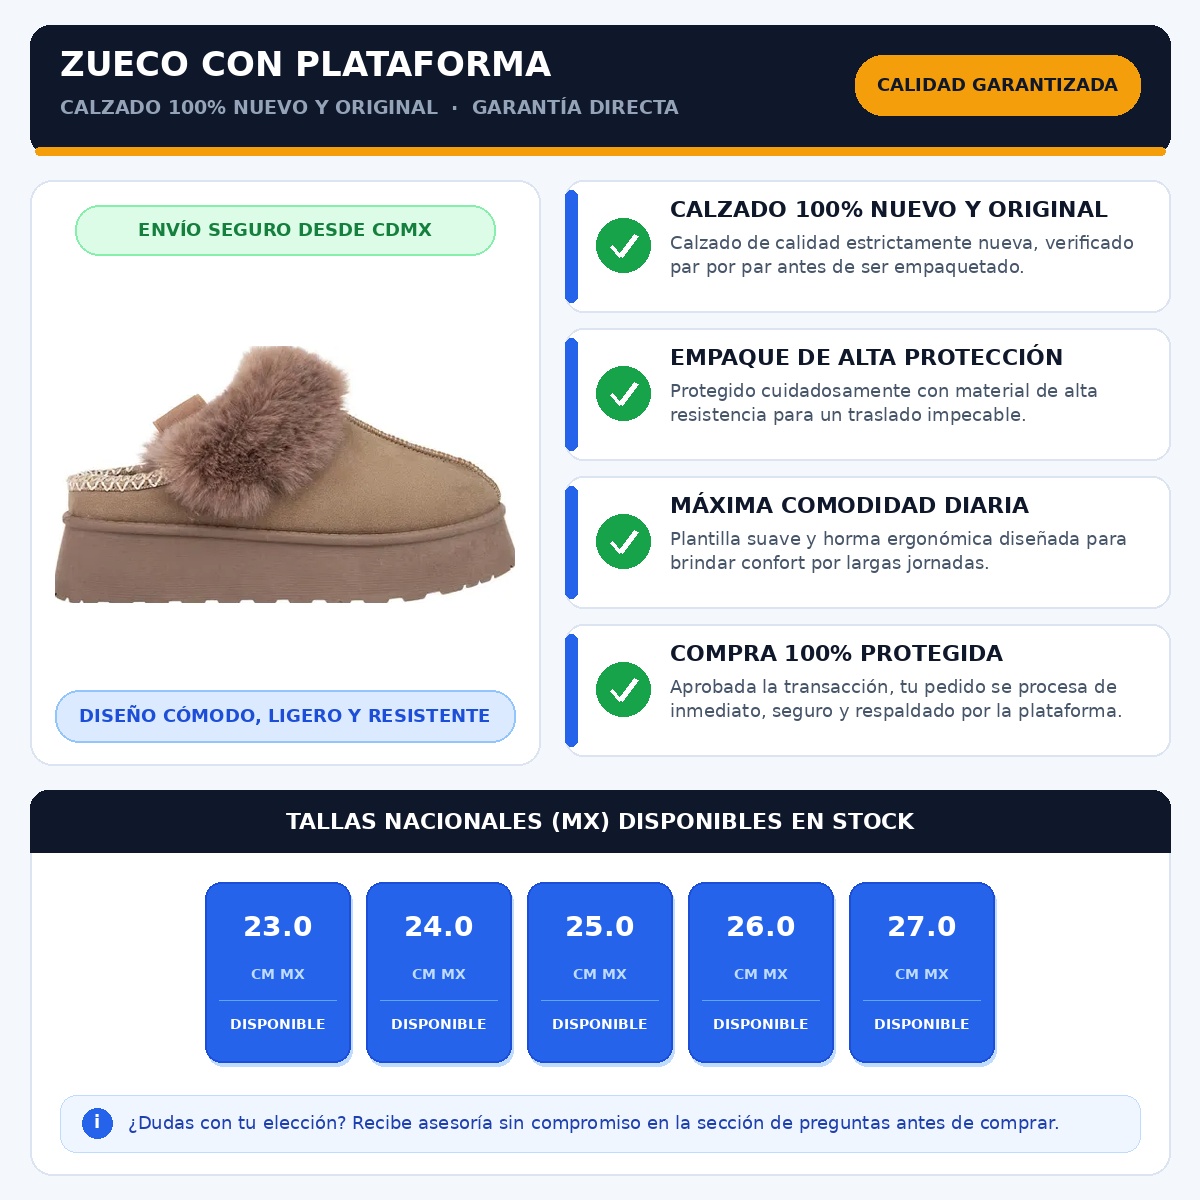 ZUECO CON PLATAFORMA
CALZADO 100% NUEVO Y ORIGINAL · GARANTÍA DIRECTA
CALIDAD GARANTIZADA
ENVÍO SEGURO DESDE CDMX
DISEÑO CÓMODO, LIGERO Y RESISTENTE
CALZADO 100% NUEVO Y ORIGINAL
Calzado de calidad estrictamente nueva, verificado
par por par antes de ser empaquetado.
EMPAQUE DE ALTA PROTECCIÓN
Protegido cuidadosamente con material de alta
resistencia para un traslado impecable.
MÁXIMA COMODIDAD DIARIA
Plantilla suave y horma ergonómica diseñada para
brindar confort por largas jornadas.
COMPRA 100% PROTEGIDA
Aprobada la transacción, tu pedido se procesa de
inmediato, seguro y respaldado por la plataforma.
TALLAS NACIONALES (MX) DISPONIBLES EN STOCK
23.0
CM MX
DISPONIBLE
24.0
CM MX
DISPONIBLE
25.0
CM MX
DISPONIBLE
26.0
CM MX
DISPONIBLE
27.0
CM MX
DISPONIBLE
i ¿Dudas con tu elección? Recibe asesoría sin compromiso en la sección de preguntas antes de comprar.